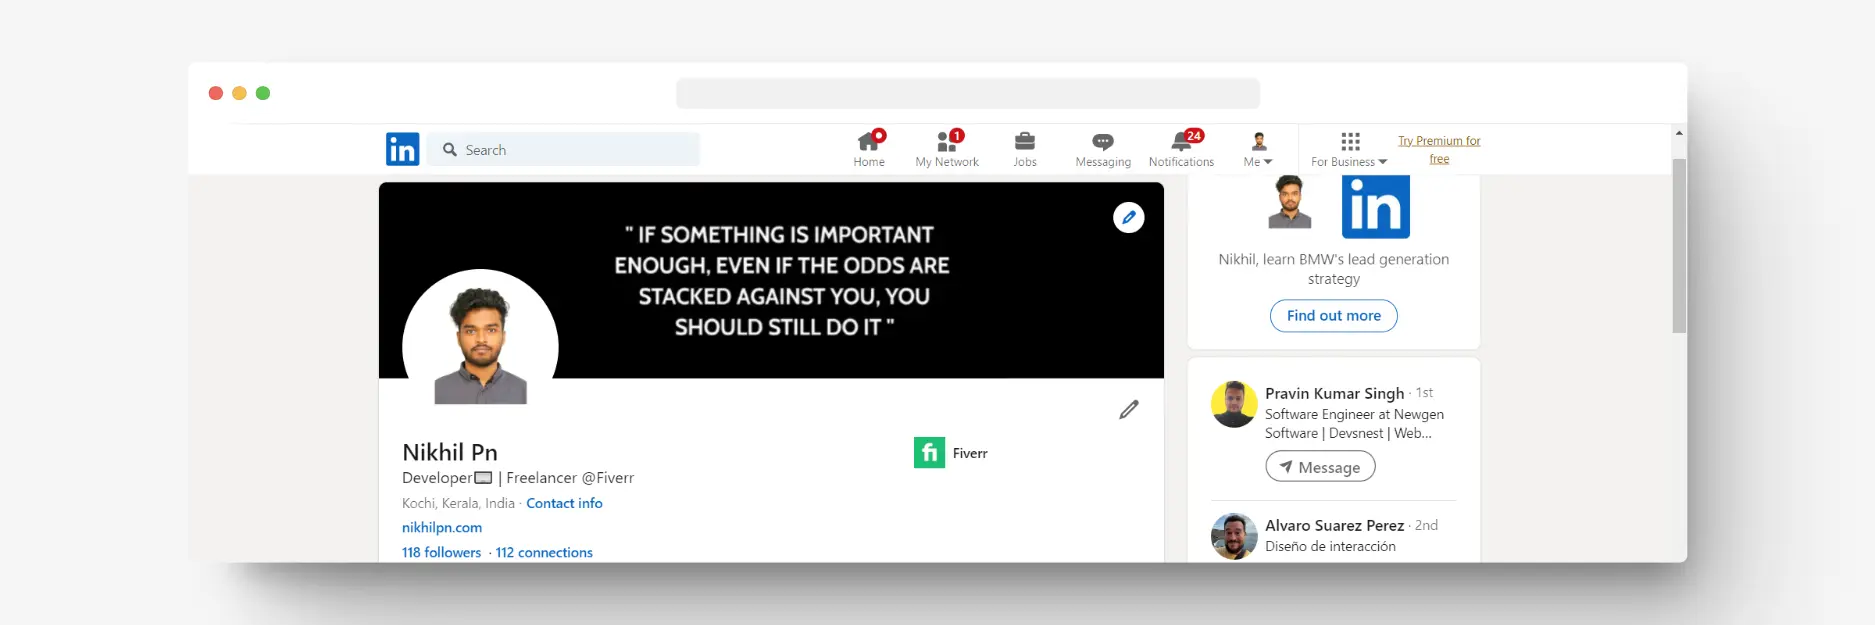 in
Search
Home
1
My Network
Jobs
Messaging
24
Notifications
Me
For Business
Try Premium for
free
" IF SOMETHING IS IMPORTANT
ENOUGH, EVEN IF THE ODDS ARE
STACKED AGAINST YOU, YOU
SHOULD STILL DO IT "
Nikhil Pn
Developer⌨️ | Freelancer @Fiverr
Kochi, Kerala, India · Contact info
nikhilpn.com
118 followers · 112 connections
fi Fiverr
in
Nikhil, learn BMW's lead generation
strategy
Find out more
Pravin Kumar Singh · 1st
Software Engineer at Newgen
Software | Devsnest | Web...
Message
Alvaro Suarez Perez · 2nd
Diseño de interacción